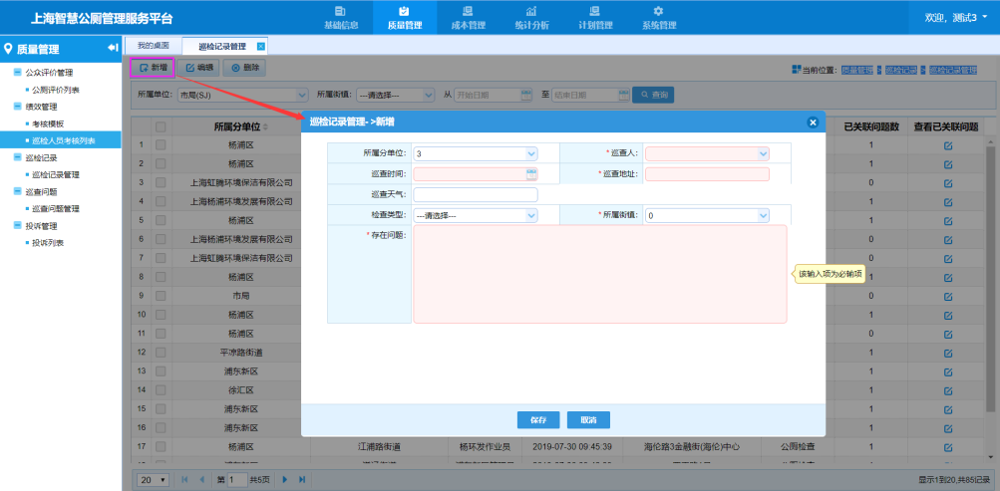 上海智慧公厕管理服务平台
基础信息 质量管理 成本管理 统计分析 计划管理 系统管理
欢迎, 测试3
质量管理
我的桌面 巡检记录管理
公众评价管理
公厕评价列表
绩效管理
考核模板
巡检人员考核列表
巡检记录
巡检记录管理
巡查问题
巡查问题管理
投诉管理
投诉列表
新增 编辑 删除
当前位置: 质量管理 巡检记录 巡检记录管理
所属单位: 市局(SJ) 所属街镇: ---请选择--- 从 开始日期 至 结束日期 查询
所属分单位 已关联问题数 查看已关联问题
巡检记录管理- >新增
所属分单位: 3 * 巡查人:
巡查时间: * 巡查地址:
巡查天气:
检查类型: ---请选择--- * 所属街镇: 0
* 存在问题:
该输入项为必输项
保存 取消
1 杨浦区 1
2 杨浦区 1
3 上海虹腾环境保洁有限公司 0
4 上海杨浦环境发展有限公司 1
5 杨浦区 1
6 上海杨浦环境发展有限公司 0
7 上海虹腾环境保洁有限公司 0
8 杨浦区 1
9 市局 0
10 杨浦区 1
11 杨浦区 0
12 平凉路街道 1
13 浦东新区 1
14 徐汇区 1
15 浦东新区 1
16 浦东新区 1
17 杨浦区 江浦路街道 杨环发作业员 2019-07-30 09:45:39 海伦路3金融街(海伦)中心 公厕检查 1
20 第 1 共5页 显示1到20,共85记录